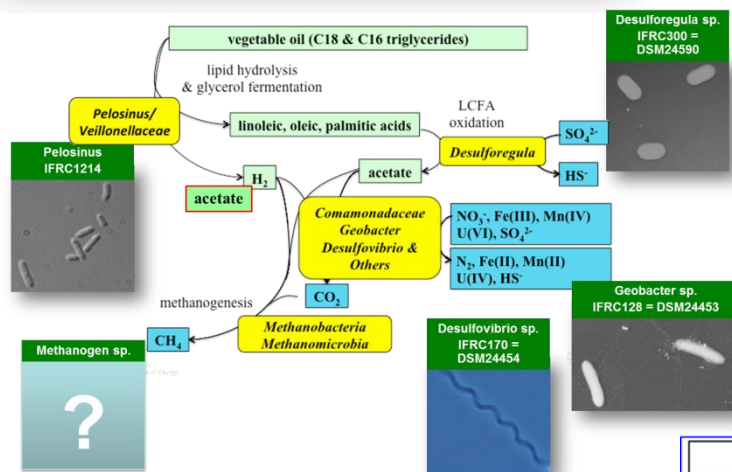 vegetable oil (C18 & C16 triglycerides)
Desulforegula sp.
IFRC300 =
DSM24590
lipid hydrolysis
& glycerol fermentation
Pelosinus/
Veillonellaceae
LCFA
oxidation
linoleic, oleic, palmitic acids
SO₄²⁻
Desulforegula
HS⁻
Pelosinus
IFRC1214
H₂
acetate
acetate
Comamonadaceae
Geobacter
Desulfovibrio &
Others
NO₃⁻, Fe(III), Mn(IV)
U(VI), SO₄²⁻
N₂, Fe(II), Mn(II)
U(IV), HS⁻
CO₂
methanogenesis
CH₄
Methanobacteria
Methanomicrobia
Geobacter sp.
IFRC128 = DSM24453
Desulfovibrio sp.
IFRC170 =
DSM24454
Methanogen sp.
?
of Energy